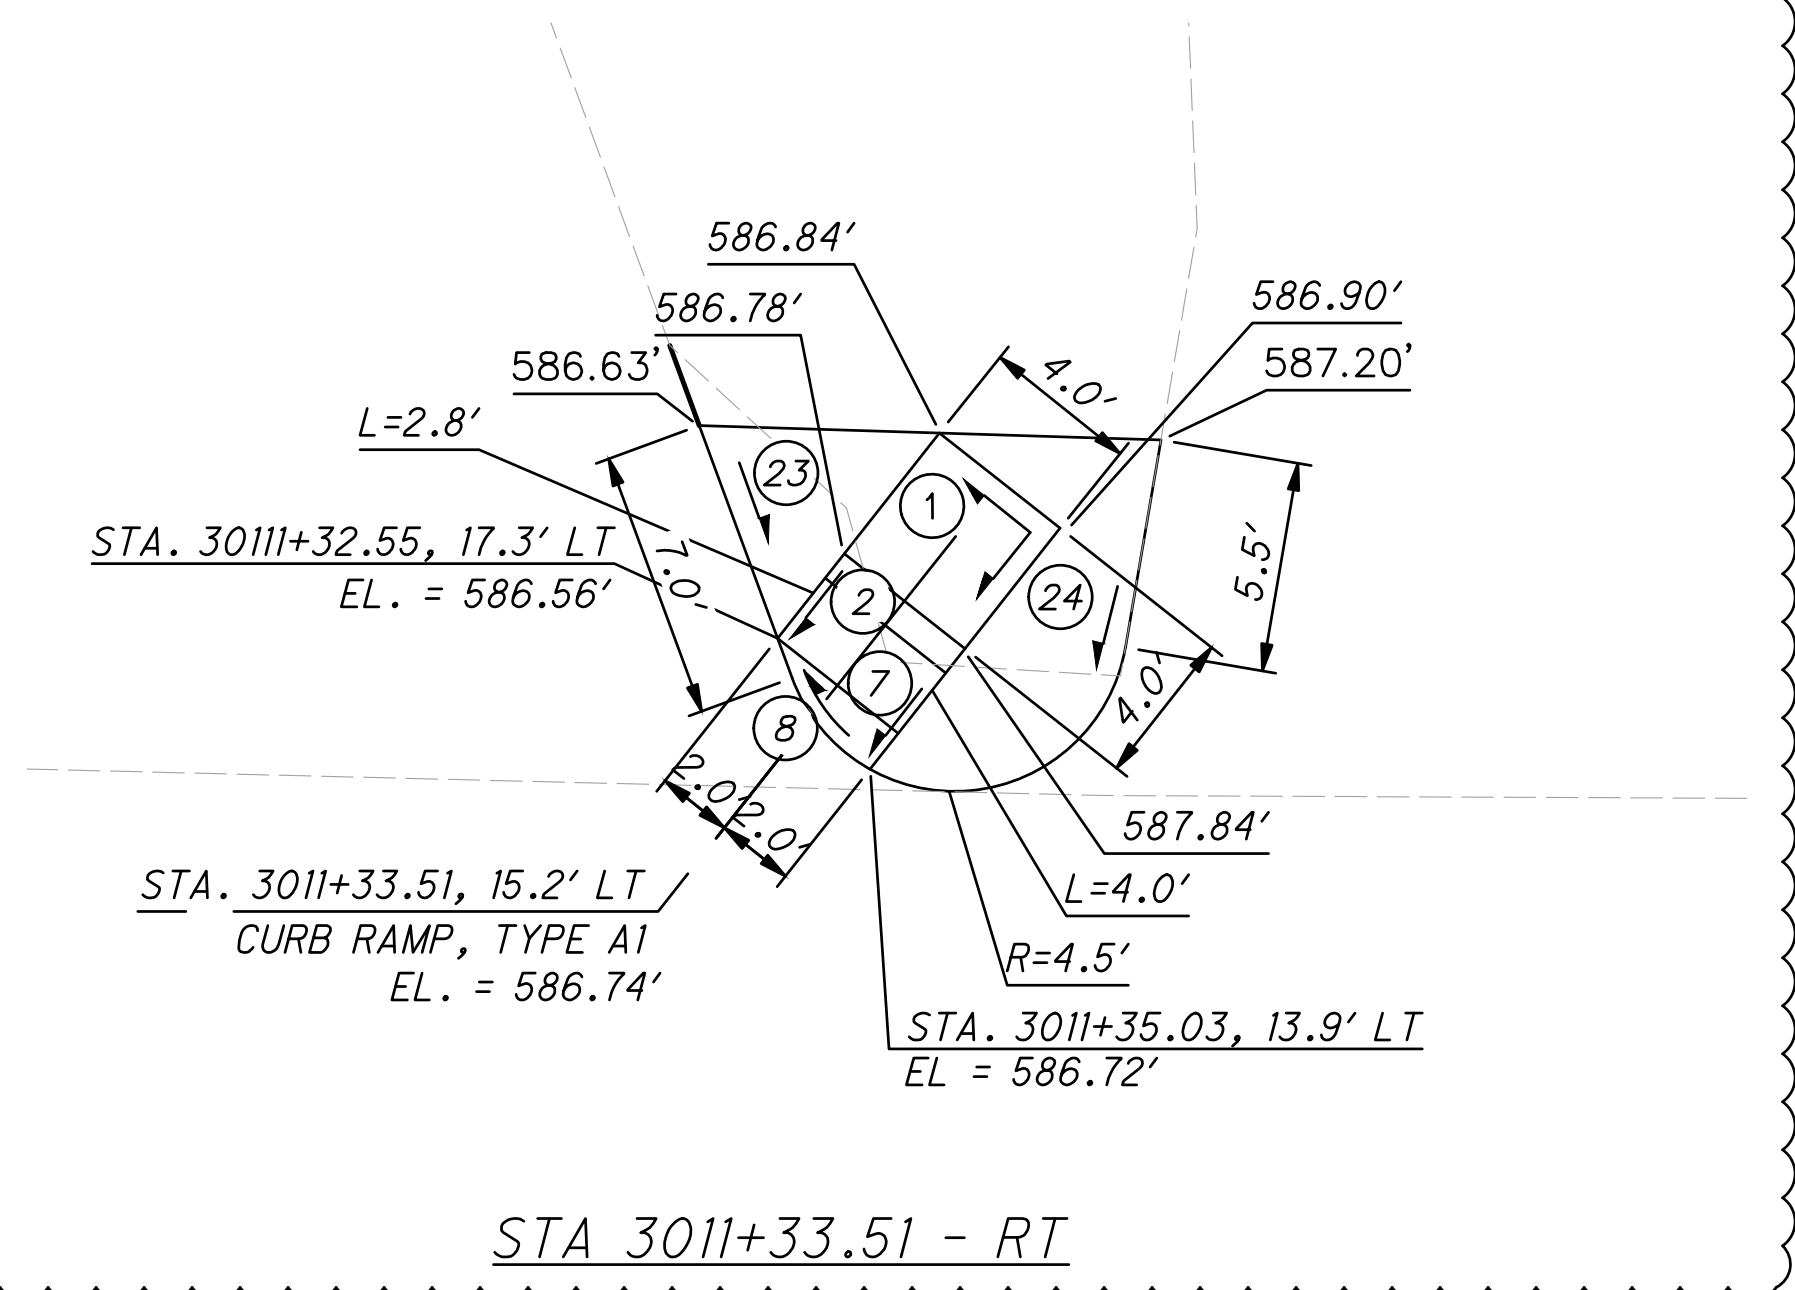 586.84'
586.78'
586.90'
586.63'
587.20'
4.0'
L=2.8'
23
1
STA. 30111+32.55, 17.3' LT
EL. = 586.56'
7.0'
2
24
5.5'
7
8
4.0'
2.0'
2.0'
587.84'
STA. 3011+33.51, 15.2' LT
CURB RAMP, TYPE A1
EL. = 586.74'
L=4.0'
R=4.5'
STA. 3011+35.03, 13.9' LT
EL = 586.72'
STA 3011+33.51 - RT